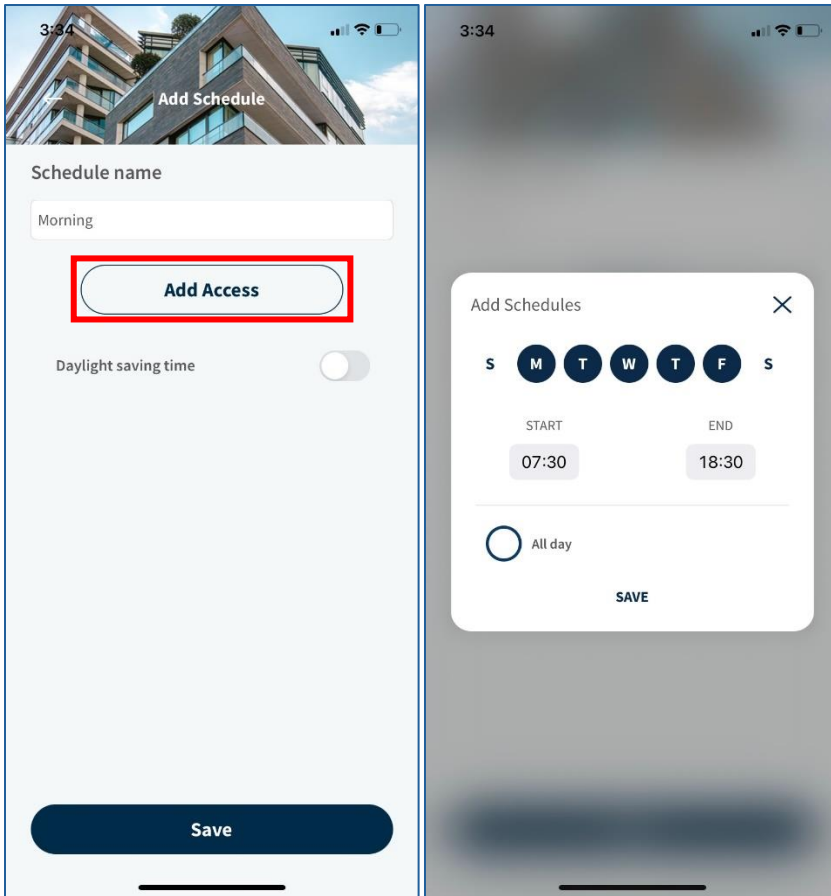 3:34
Add Schedule
Schedule name
Morning
Add Access
Daylight saving time
Save
3:34
Add Schedules
S M T W T F S
START END
07:30 18:30
All day
SAVE